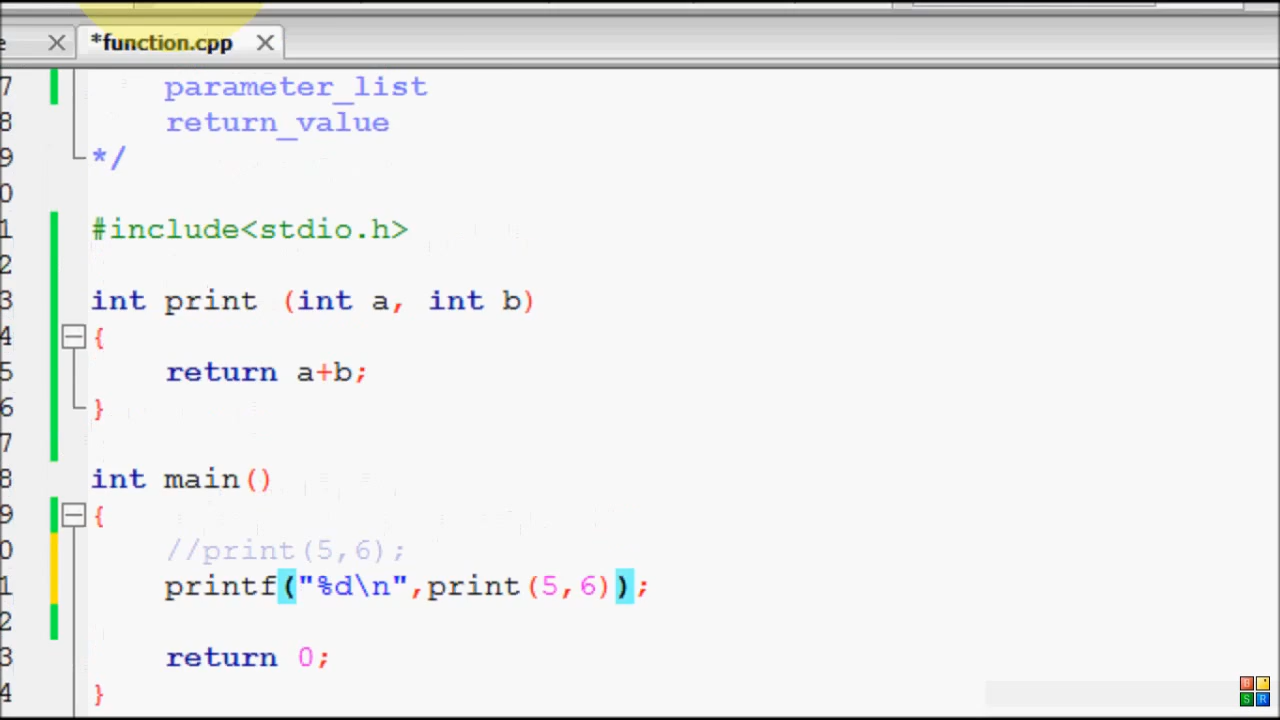 e *function.cpp
7 parameter_list
8 return_value
9 */
0
1 #include<stdio.h>
2
3 int print (int a, int b)
4 {
5 return a+b;
6 }
7
8 int main()
9 {
0 //print(5,6);
1 printf("%d\n",print(5,6));
2
3 return 0;
4 }
B S R